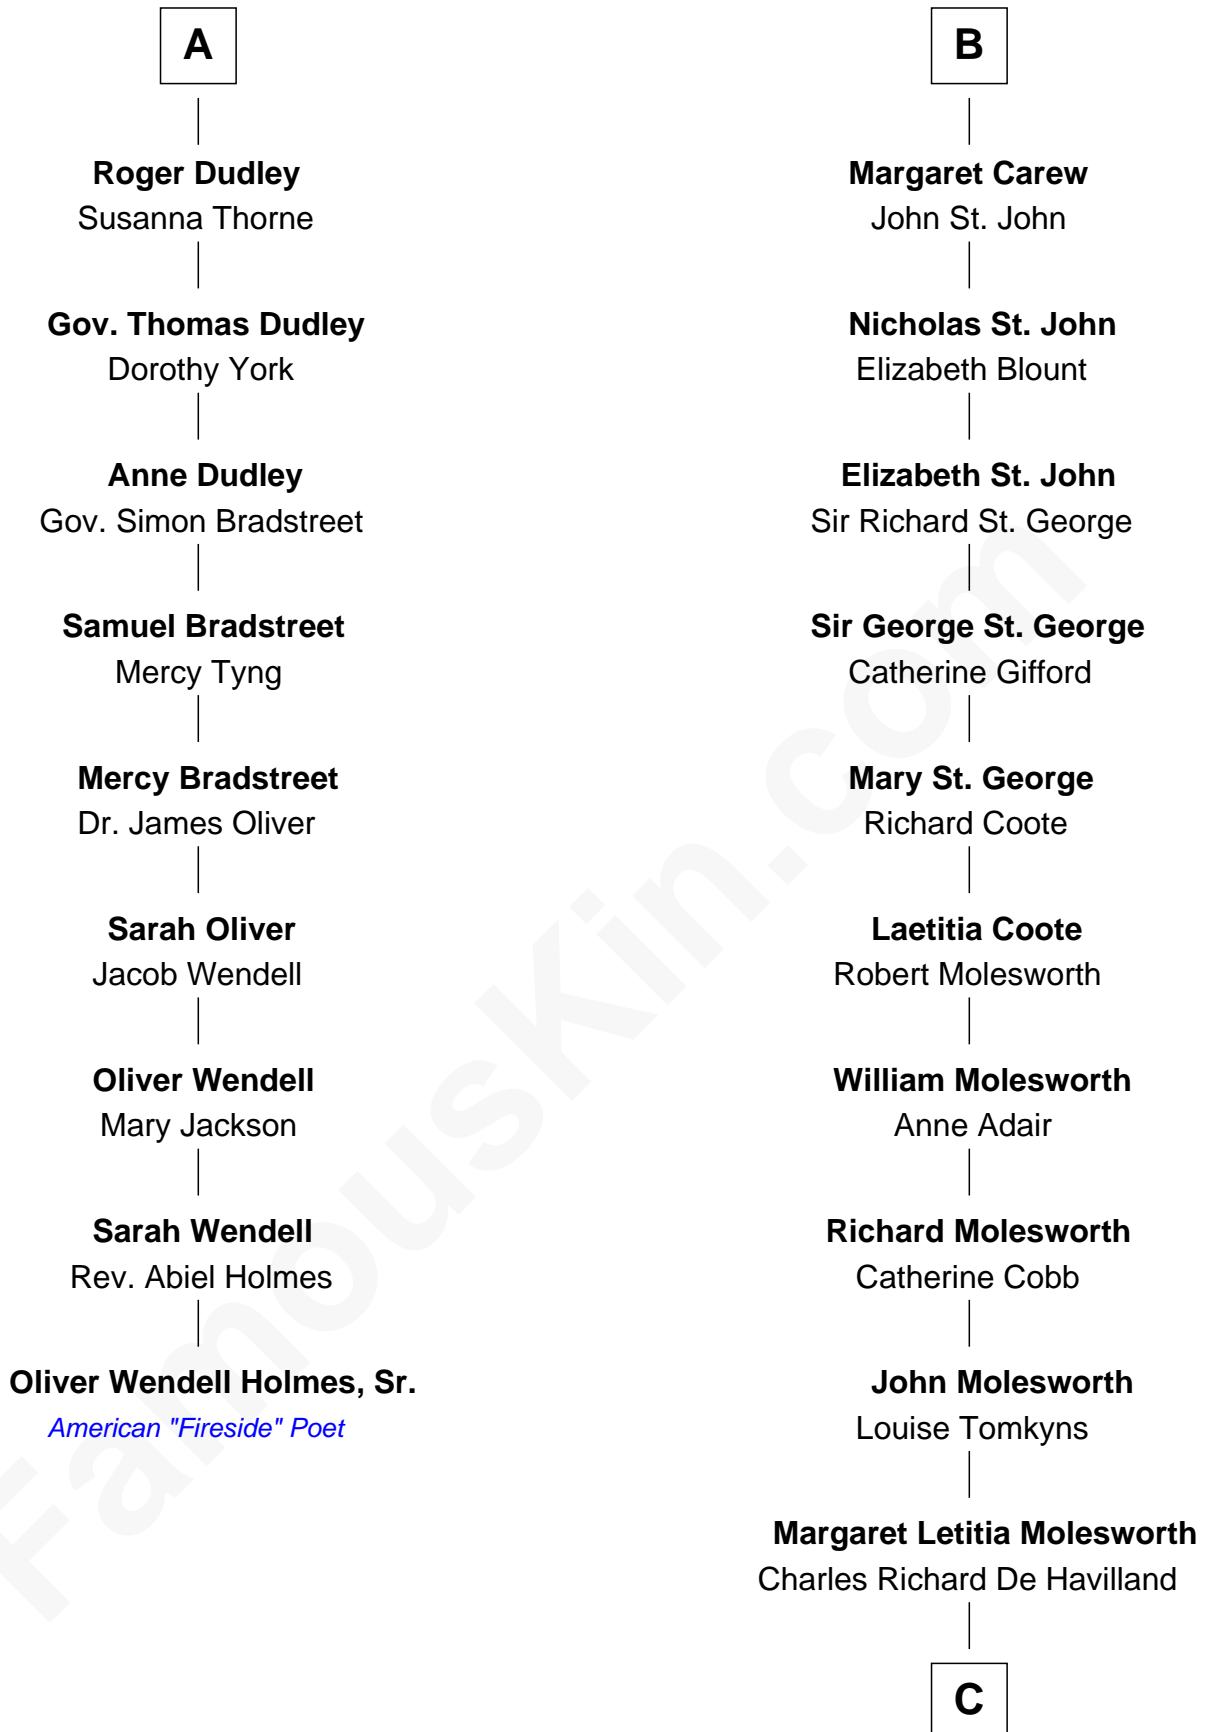 A
Roger Dudley
Susanna Thorne
Gov. Thomas Dudley
Dorothy York
Anne Dudley
Gov. Simon Bradstreet
Samuel Bradstreet
Mercy Tyng
Mercy Bradstreet
Dr. James Oliver
Sarah Oliver
Jacob Wendell
Oliver Wendell
Mary Jackson
Sarah Wendell
Rev. Abiel Holmes
Oliver Wendell Holmes, Sr.
American "Fireside" Poet
B
Margaret Carew
John St. John
Nicholas St. John
Elizabeth Blount
Elizabeth St. John
Sir Richard St. George
Sir George St. George
Catherine Gifford
Mary St. George
Richard Coote
Laetitia Coote
Robert Molesworth
William Molesworth
Anne Adair
Richard Molesworth
Catherine Cobb
John Molesworth
Louise Tomkyns
Margaret Letitia Molesworth
Charles Richard De Havilland
C
FamousKin.com